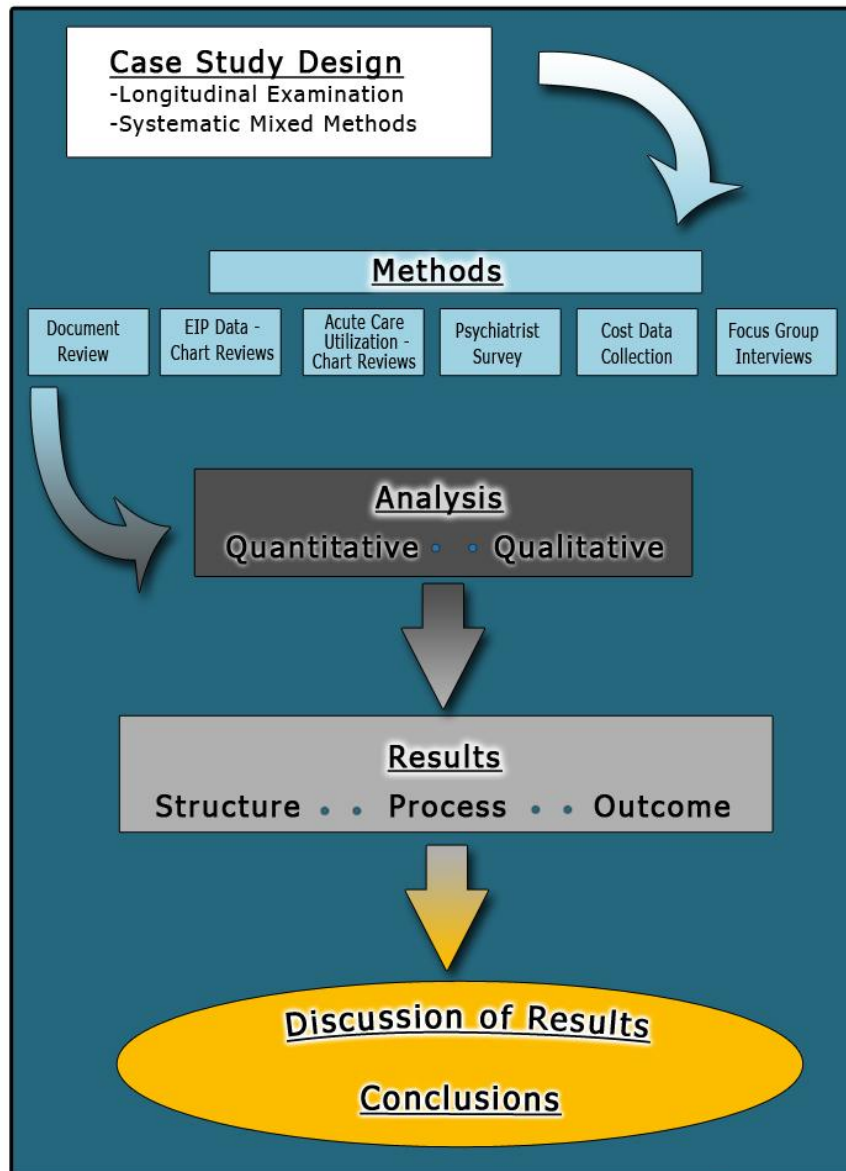 Case Study Design
-Longitudinal Examination
-Systematic Mixed Methods
Methods
Document
Review
EIP Data -
Chart Reviews
Acute Care
Utilization -
Chart Reviews
Psychiatrist
Survey
Cost Data
Collection
Focus Group
Interviews
Analysis
Quantitative • • Qualitative
Results
Structure • • Process • • Outcome
Discussion of Results
Conclusions